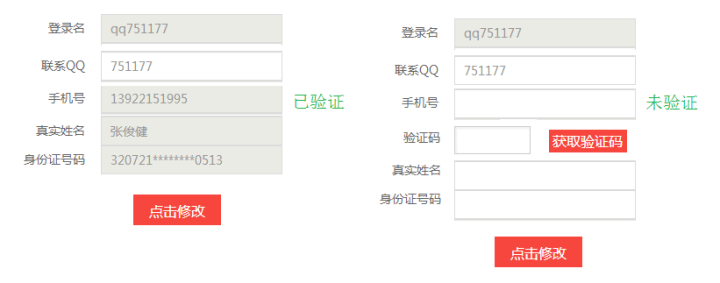 登录名 qq751177
联系QQ 751177
手机号 13922151995 已验证
真实姓名 张俊健
身份证号码 320721********0513
点击修改
登录名 qq751177
联系QQ 751177
手机号 未验证
验证码 获取验证码
真实姓名
身份证号码
点击修改